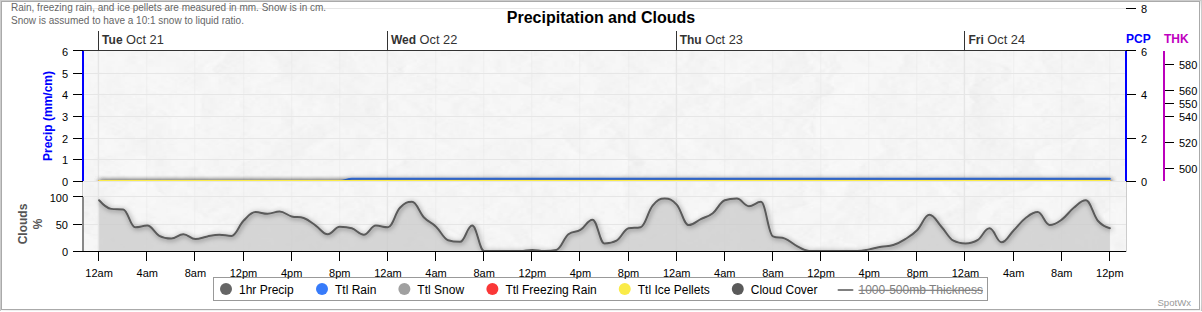 Rain, freezing rain, and ice pellets are measured in mm. Snow is in cm.
Snow is assumed to have a 10:1 snow to liquid ratio.
Precipitation and Clouds
8
Tue Oct 21 Wed Oct 22 Thu Oct 23 Fri Oct 24
PCP THK
Precip (mm/cm)
6
5
4
3
2
1
0
6
4
2
0
580
560
550
540
520
500
Clouds
%
100
50
0
12am 4am 8am 12pm 4pm 8pm 12am 4am 8am 12pm 4pm 8pm 12am 4am 8am 12pm 4pm 8pm 12am 4am 8am 12pm
1hr Precip Ttl Rain Ttl Snow Ttl Freezing Rain Ttl Ice Pellets Cloud Cover 1000-500mb Thickness
SpotWx